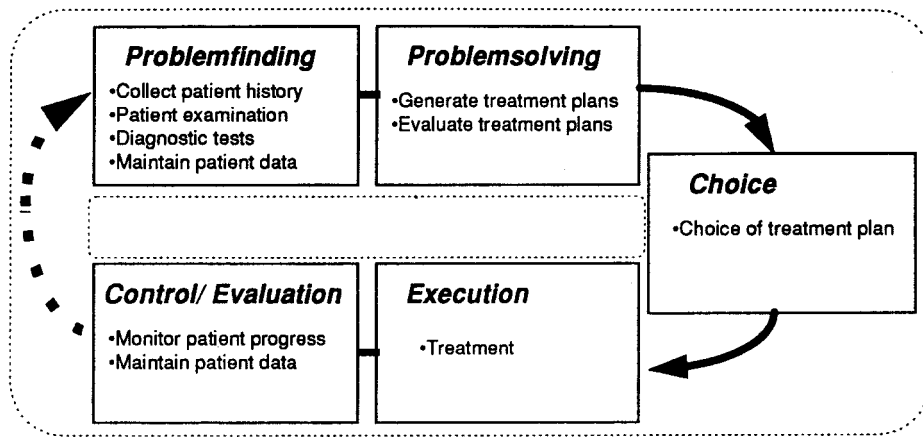 Problemfinding
•Collect patient history
•Patient examination
•Diagnostic tests
•Maintain patient data
Problemsolving
•Generate treatment plans
•Evaluate treatment plans
Choice
•Choice of treatment plan
Control/ Evaluation
•Monitor patient progress
•Maintain patient data
Execution
•Treatment